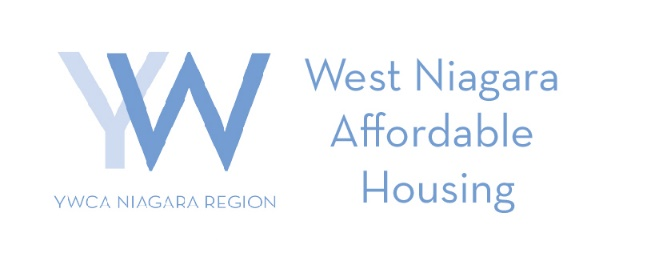 YW
YWCA NIAGARA REGION
West Niagara
Affordable
Housing